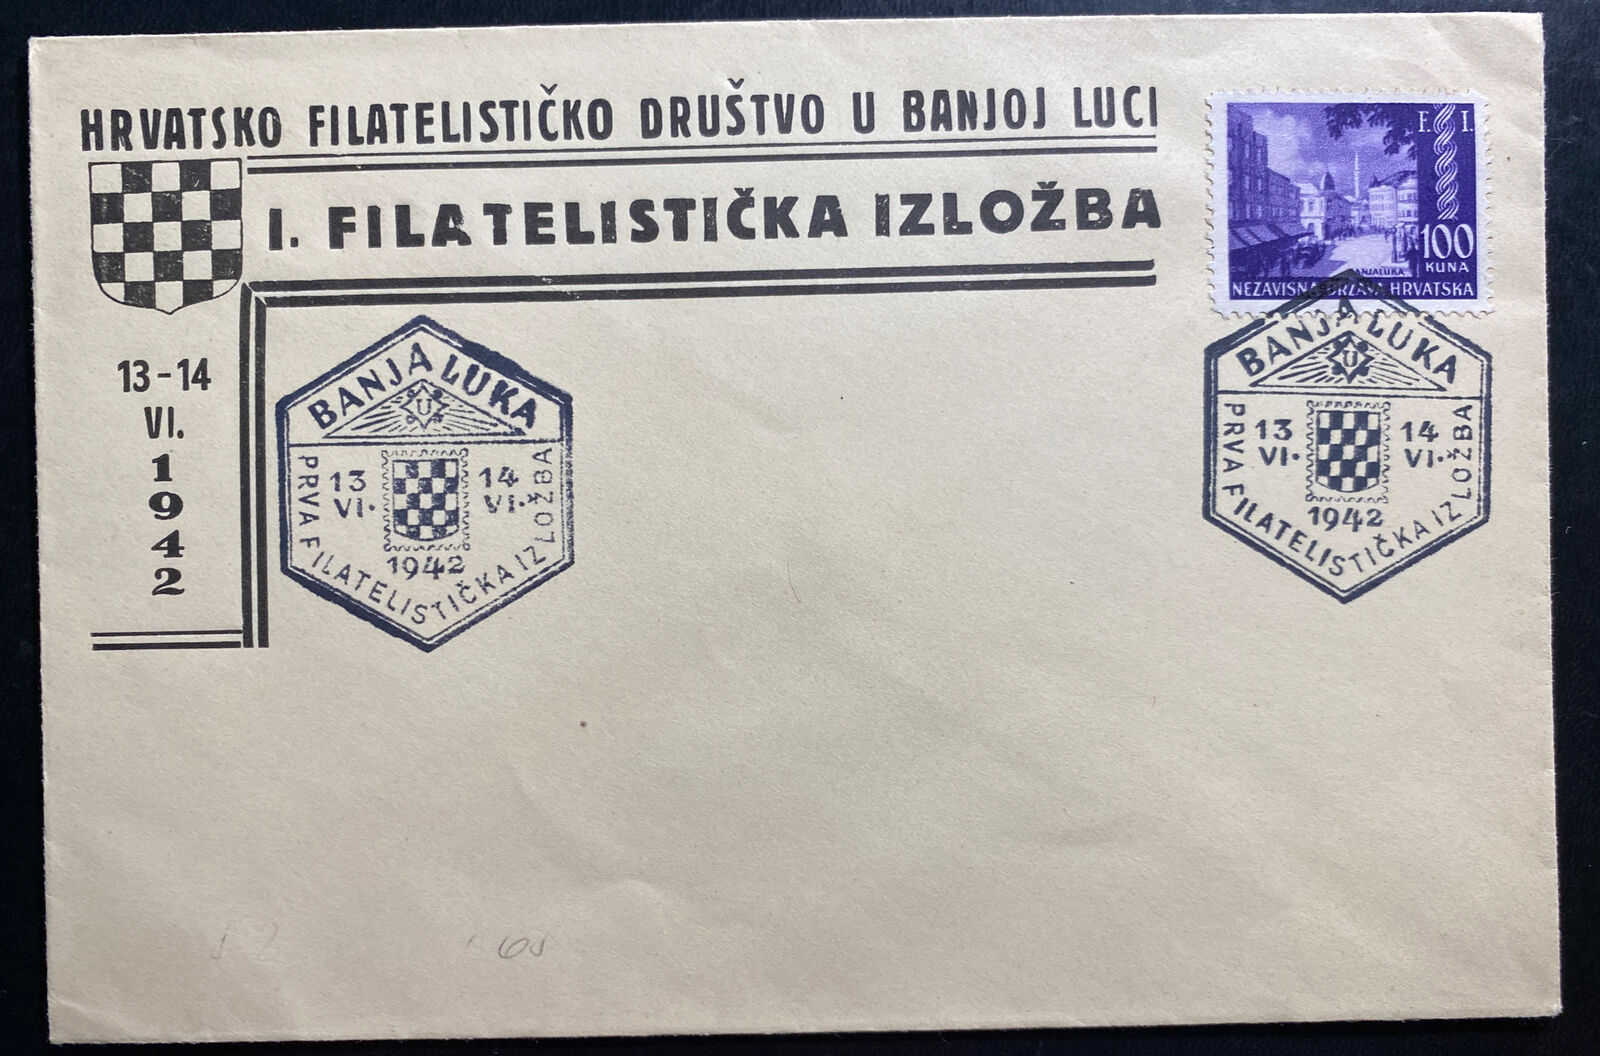 HRVATSKO FILATELISTIČKO DRUŠTVO U BANJOJ LUCI
I. FILATELISTIČKA IZLOŽBA
13-14
VI.
1
9
4
2
F. I.
100
KUNA
BANJALUKA
NEZAVISNA DRŽAVA HRVATSKA
BANJA LUKA
U
13 14
VI. VI.
1942
PRVA FILATELISTIČKA IZLOŽBA
BANJA LUKA
U
13 14
VI. VI.
1942
PRVA FILATELISTIČKA IZLOŽBA